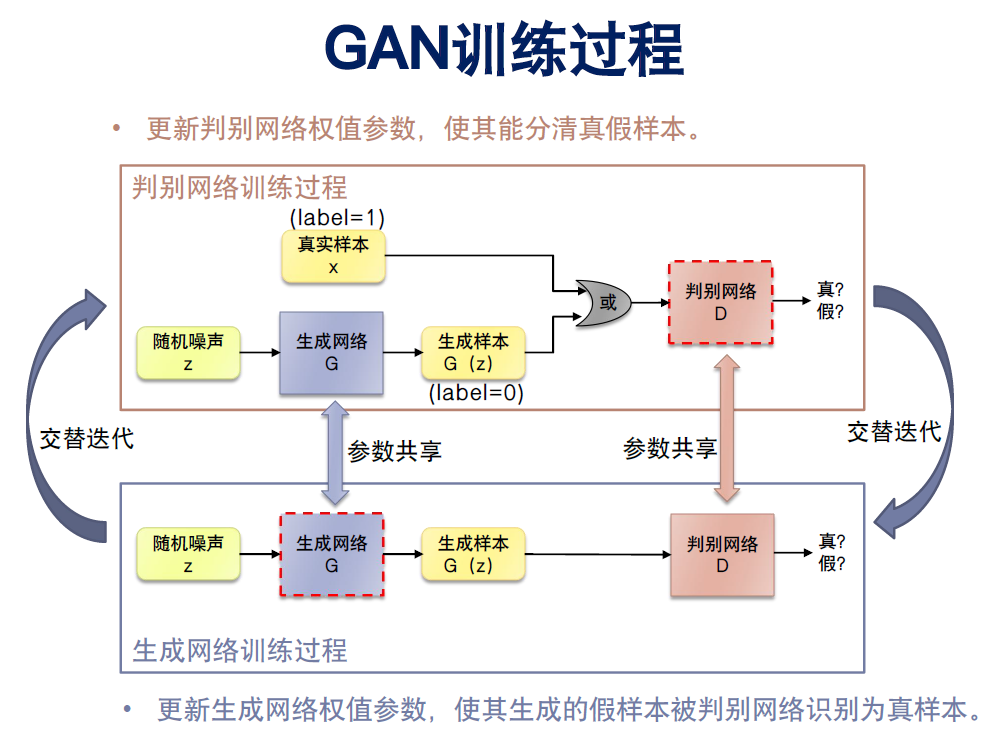 GAN训练过程
• 更新判别网络权值参数，使其能分清真假样本。
判别网络训练过程
(label=1)
真实样本
x
或
判别网络
D
真?
假?
随机噪声
z
生成网络
G
生成样本
G（z）
(label=0)
交替迭代
参数共享
参数共享
交替迭代
随机噪声
z
生成网络
G
生成样本
G（z）
判别网络
D
真?
假?
生成网络训练过程
• 更新生成网络权值参数，使其生成的假样本被判别网络识别为真样本。